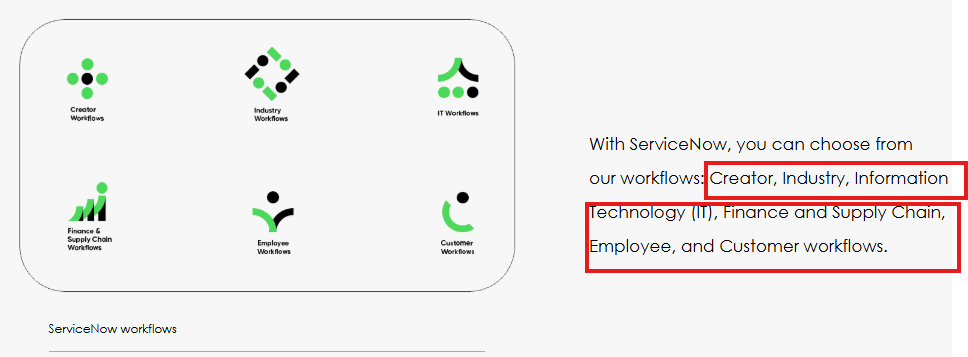 Creator
Workflows
Industry
Workflows
IT Workflows
Finance &
Supply Chain
Workflows
Employee
Workflows
Customer
Workflows
ServiceNow workflows
With ServiceNow, you can choose from
our workflows: Creator, Industry, Information
Technology (IT), Finance and Supply Chain,
Employee, and Customer workflows.